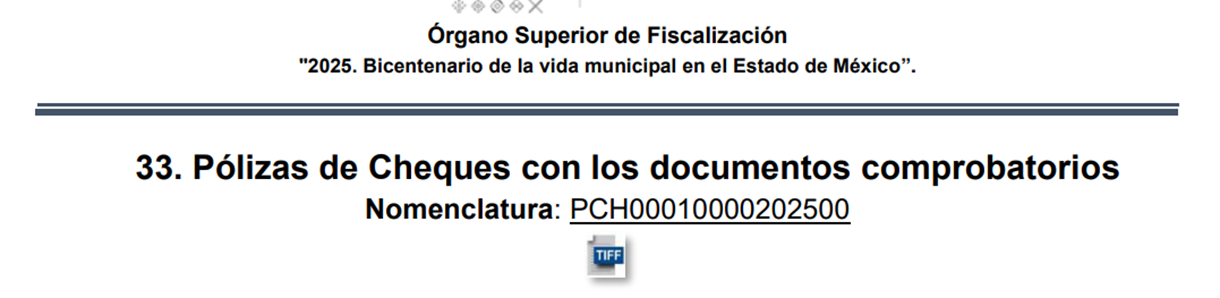 Órgano Superior de Fiscalización
"2025. Bicentenario de la vida municipal en el Estado de México”.
33. Pólizas de Cheques con los documentos comprobatorios
Nomenclatura: PCH00010000202500
TIFF